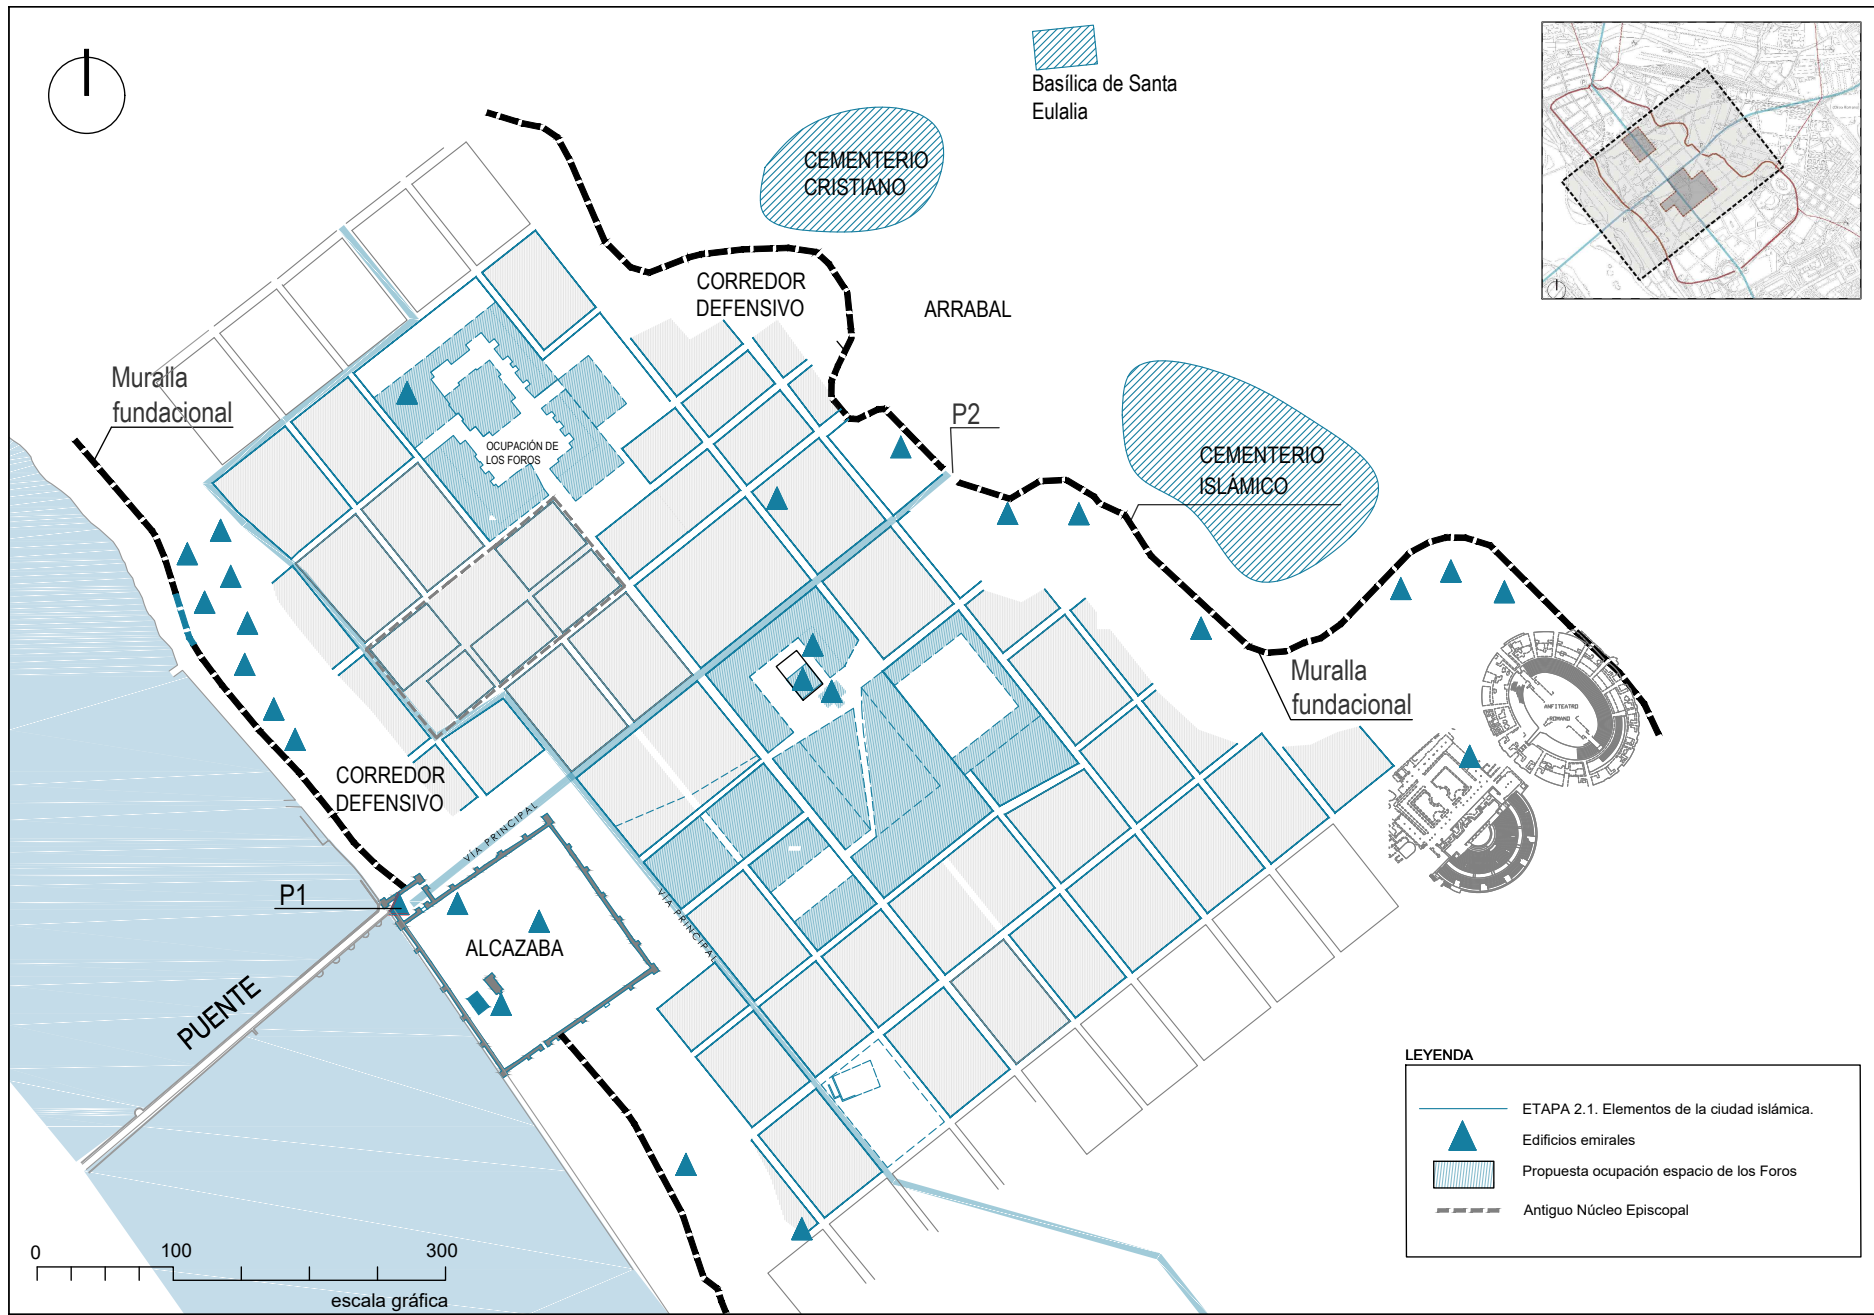 Basílica de Santa
Eulalia
CEMENTERIO
CRISTIANO
CORREDOR
DEFENSIVO
ARRABAL
Muralla
fundacional
P2
OCUPACIÓN DE
LOS FOROS
CEMENTERIO
ISLÁMICO
Muralla
fundacional
ANFITEATRO
ROMANO
CORREDOR
DEFENSIVO
VÍA PRINCIPAL
P1
VÍA PRINCIPAL
ALCAZABA
PUENTE
LEYENDA
ETAPA 2.1. Elementos de la ciudad islámica.
Edificios emirales
Propuesta ocupación espacio de los Foros
Antiguo Núcleo Episcopal
0 100 300
escala gráfica